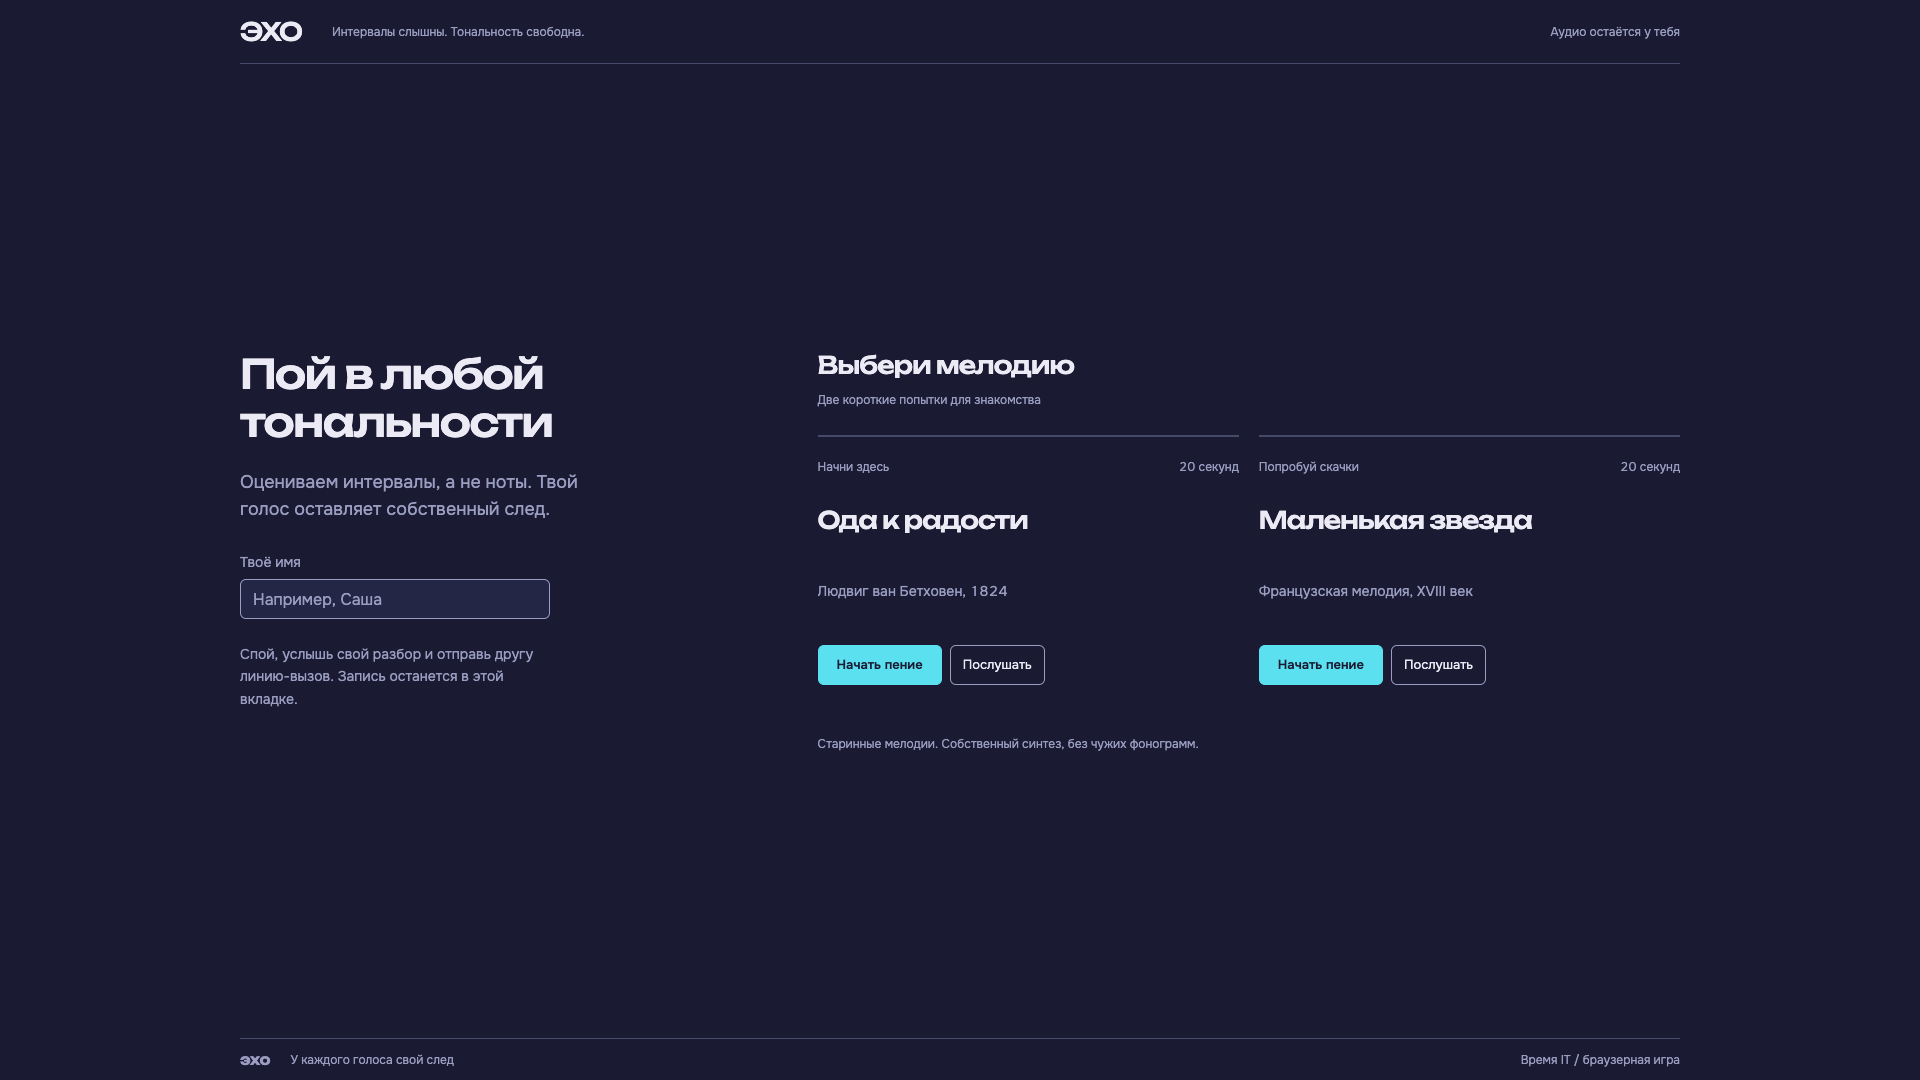 ЭХО
Интервалы слышны. Тональность свободна.
Аудио остаётся у тебя
Пой в любой
тональности
Оцениваем интервалы, а не ноты. Твой
голос оставляет собственный след.
Твоё имя
Например, Саша
Спой, услышь свой разбор и отправь другу
линию-вызов. Запись останется в этой
вкладке.
Выбери мелодию
Две короткие попытки для знакомства
Начни здесь
20 секунд
Ода к радости
Людвиг ван Бетховен, 1824
Начать пение
Послушать
Попробуй скачки
20 секунд
Маленькая звезда
Французская мелодия, XVIII век
Начать пение
Послушать
Старинные мелодии. Собственный синтез, без чужих фонограмм.
ЭХО
У каждого голоса свой след
Время IT / браузерная игра